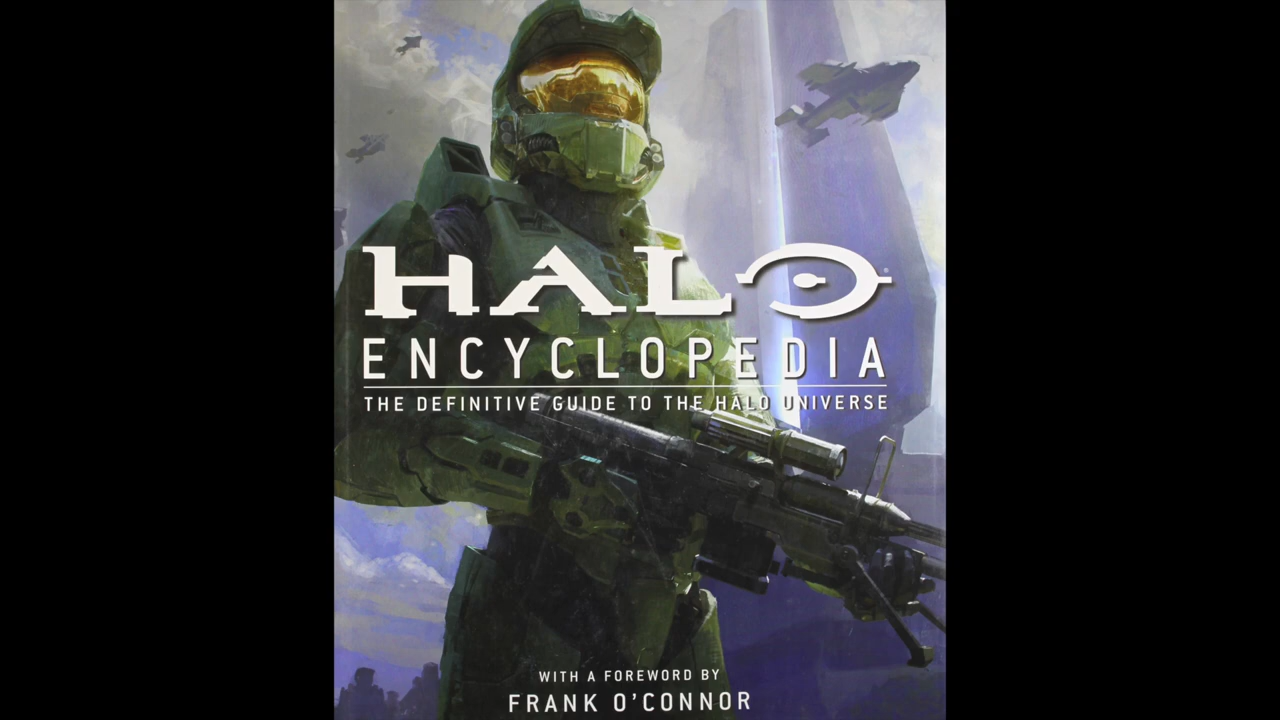 HALO®
ENCYCLOPEDIA
THE DEFINITIVE GUIDE TO THE HALO UNIVERSE
WITH A FOREWORD BY
FRANK O'CONNOR